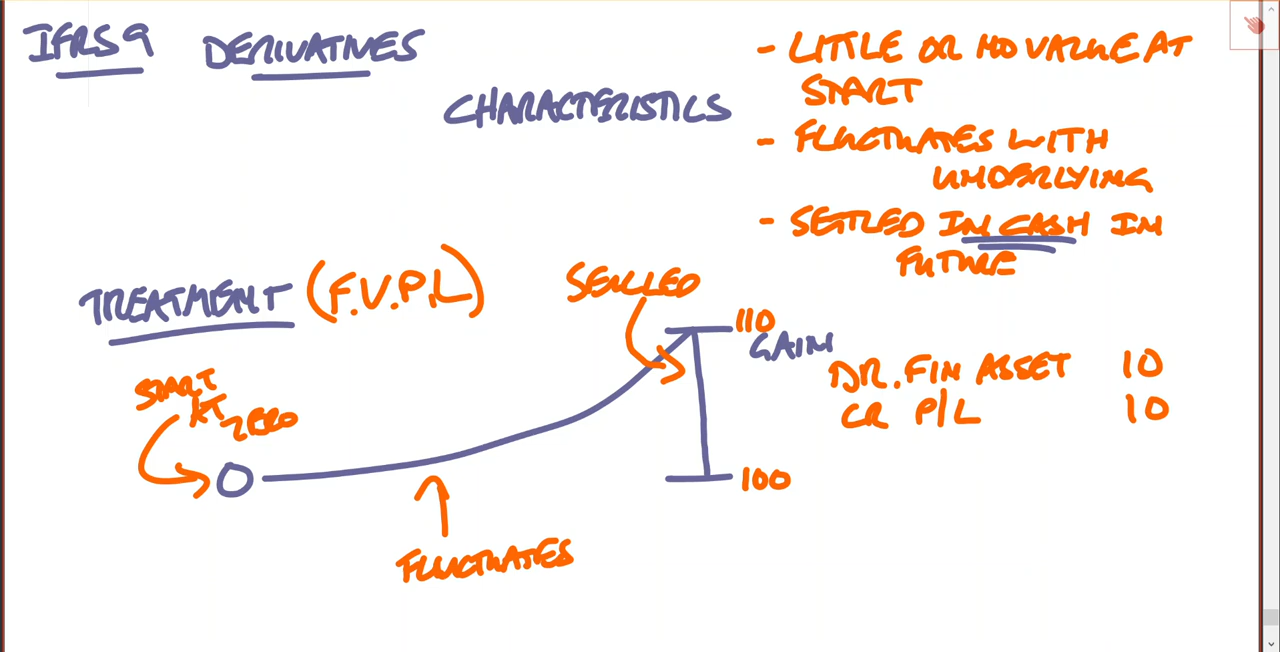 IFRS 9 DERIVATIVES
CHARACTERISTICS
- LITTLE OR NO VALUE AT
START
- FLUCTUATES WITH
UNDERLYING
- SETTLED IN CASH IN
FUTURE
TREATMENT (F.V.P.L)
START
AT
ZERO
FLUCTUATES
SETTLED
110
GAIN
100
DR. FIN ASSET 10
CR P/L 10